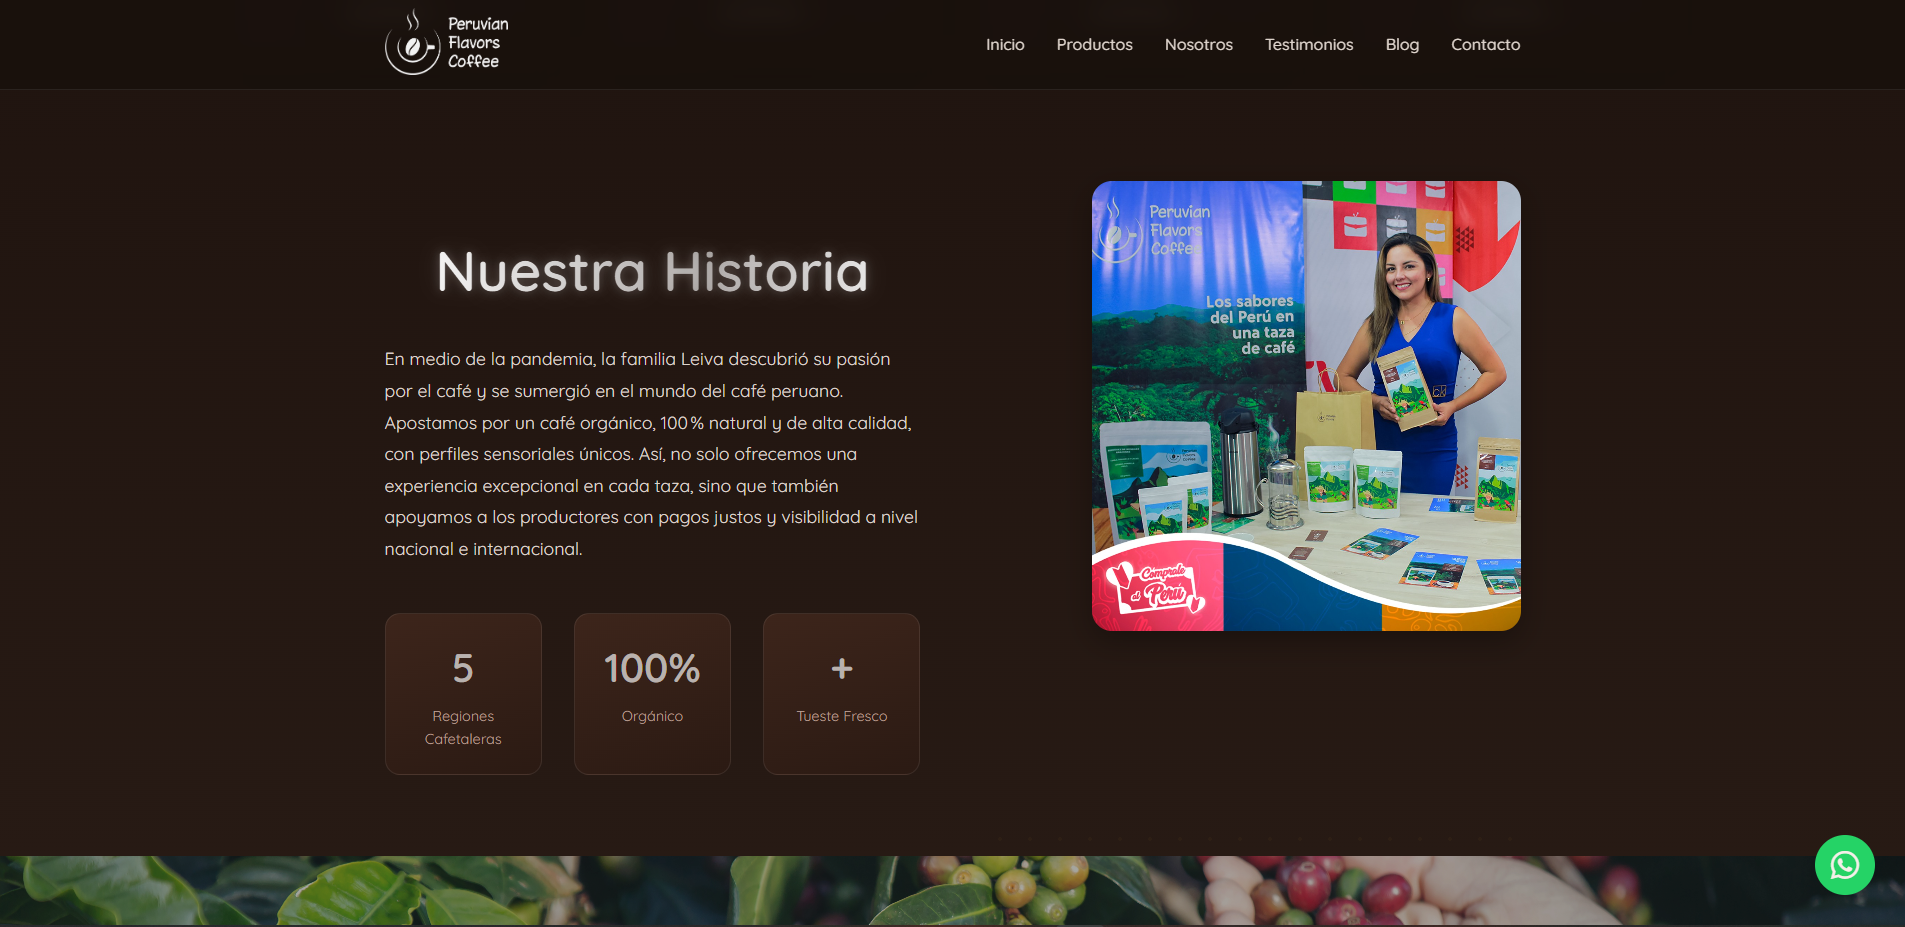 Peruvian
Flavors
Coffee
Inicio Productos Nosotros Testimonios Blog Contacto
Nuestra Historia
En medio de la pandemia, la familia Leiva descubrió su pasión
por el café y se sumergió en el mundo del café peruano.
Apostamos por un café orgánico, 100 % natural y de alta calidad,
con perfiles sensoriales únicos. Así, no solo ofrecemos una
experiencia excepcional en cada taza, sino que también
apoyamos a los productores con pagos justos y visibilidad a nivel
nacional e internacional.
5
Regiones
Cafetaleras
100%
Orgánico
+
Tueste Fresco
Peruvian
Flavors
Coffee
Los sabores
del Perú en
una taza
de café
Comprale
al Perú